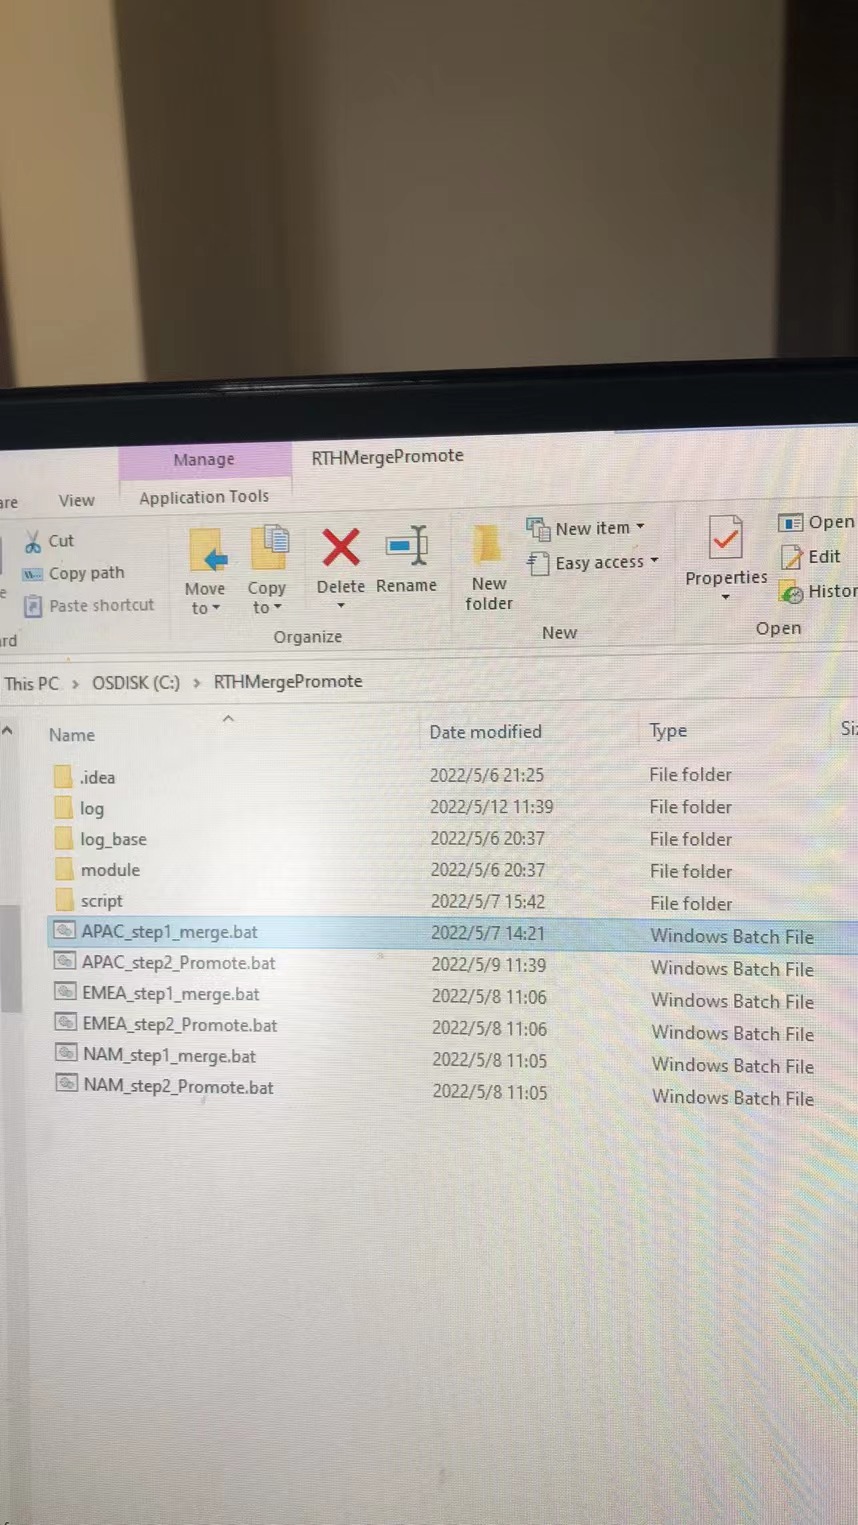 Manage RTHMergePromote
View Application Tools
Cut
Copy path
Paste shortcut
Move to
Copy to
Delete
Rename
Organize
New folder
New item
Easy access
New
Properties
Open
Edit
Open
This PC > OSDISK (C:) > RTHMergePromote
Name Date modified Type
.idea 2022/5/6 21:25 File folder
log 2022/5/12 11:39 File folder
log_base 2022/5/6 20:37 File folder
module 2022/5/6 20:37 File folder
script 2022/5/7 15:42 File folder
APAC_step1_merge.bat 2022/5/7 14:21 Windows Batch File
APAC_step2_Promote.bat 2022/5/9 11:39 Windows Batch File
EMEA_step1_merge.bat 2022/5/8 11:06 Windows Batch File
EMEA_step2_Promote.bat 2022/5/8 11:06 Windows Batch File
NAM_step1_merge.bat 2022/5/8 11:05 Windows Batch File
NAM_step2_Promote.bat 2022/5/8 11:05 Windows Batch File